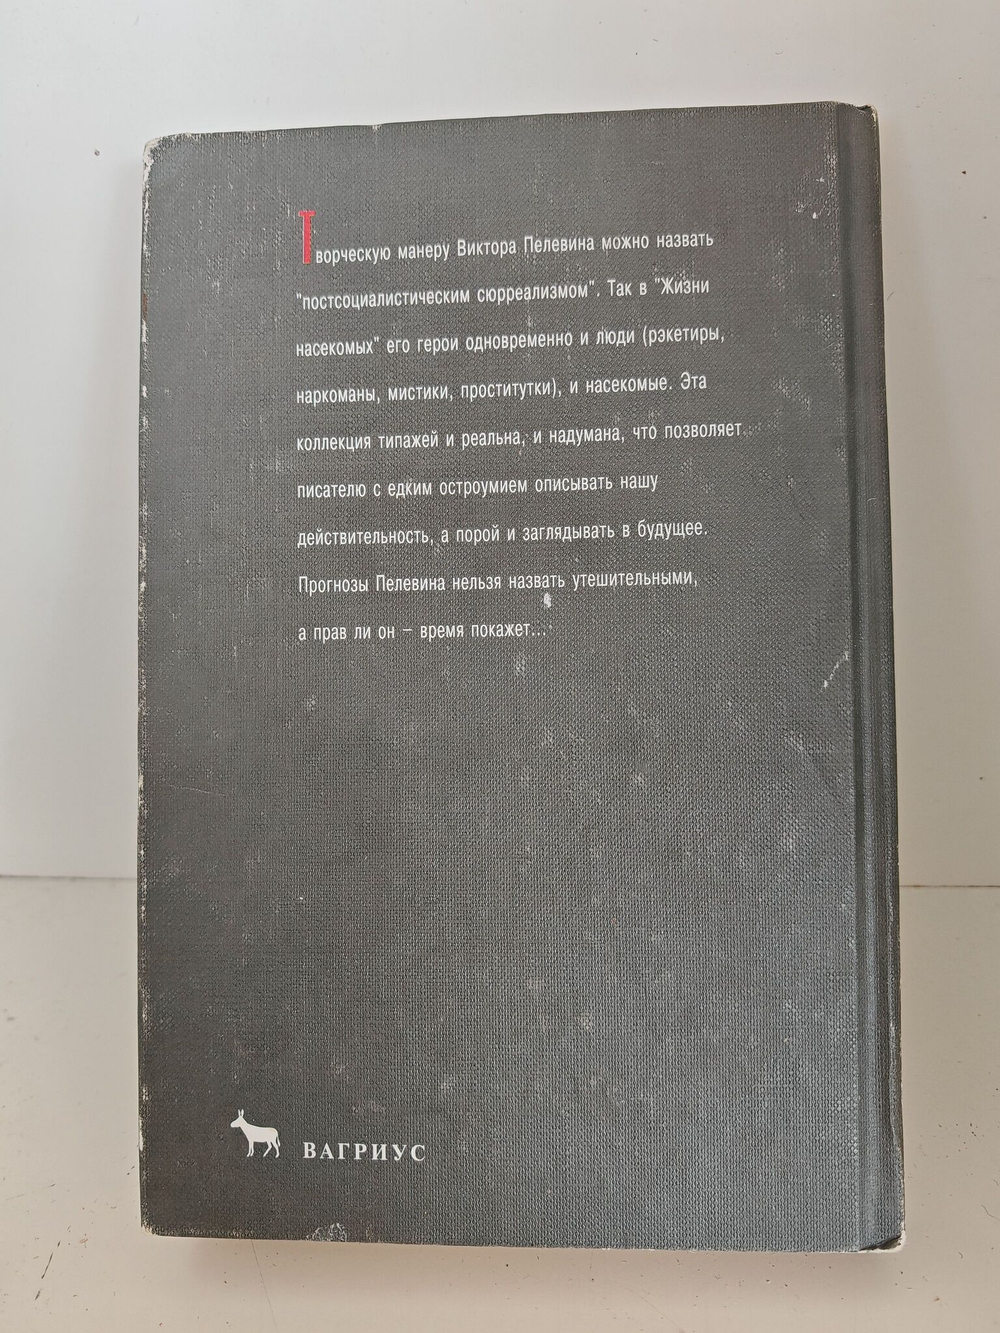 Творческую манеру Виктора Пелевина можно назвать
"постсоциалистическим сюрреализмом". Так в "Жизни
насекомых" его герои одновременно и люди (рэкетиры,
наркоманы, мистики, проститутки), и насекомые. Эта
коллекция типажей и реальна, и надумана, что позволяет
писателю с едким остроумием описывать нашу
действительность, а порой и заглядывать в будущее.
Прогнозы Пелевина нельзя назвать утешительными,
а прав ли он – время покажет...
ВАГРИУС